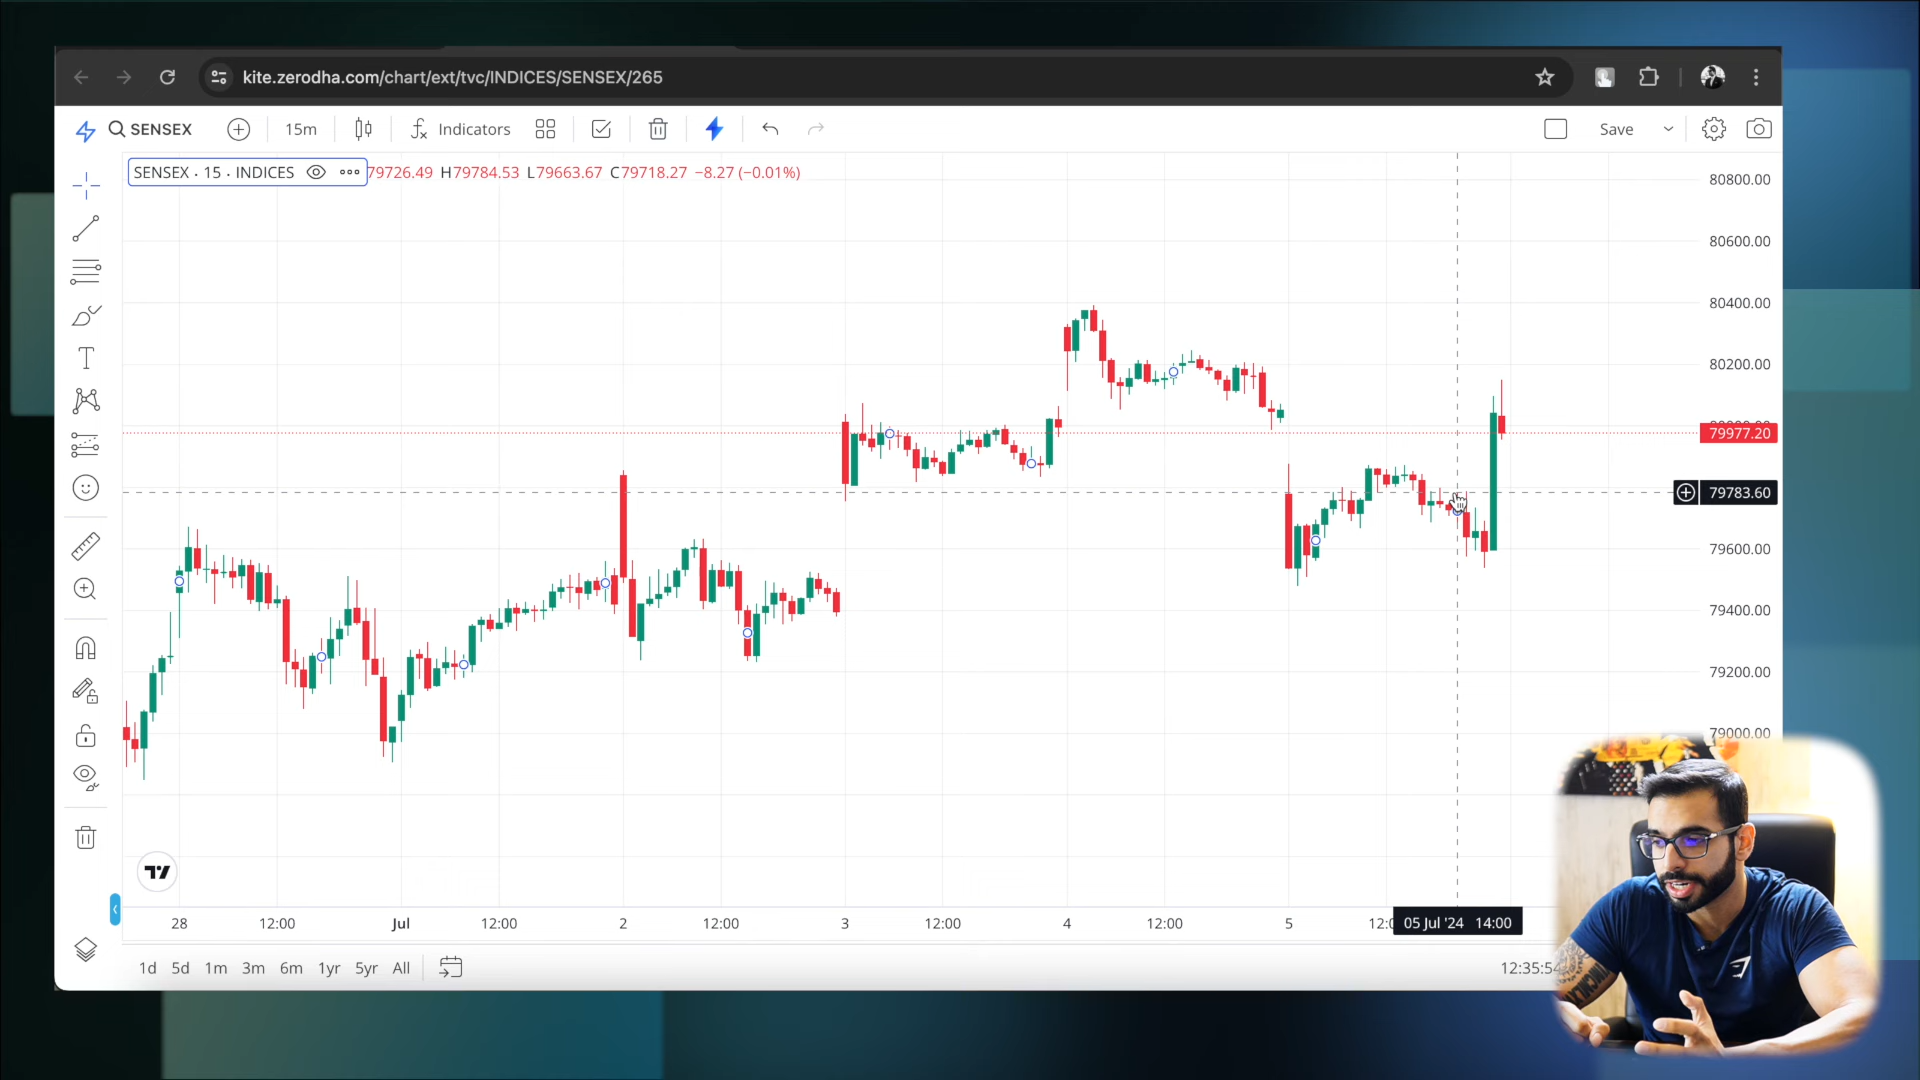 kite.zerodha.com/chart/ext/tvc/INDICES/SENSEX/265
SENSEX 15m Indicators Save
SENSEX · 15 · INDICES 79726.49 H79784.53 L79663.67 C79718.27 −8.27 (−0.01%)
80800.00
80600.00
80400.00
80200.00
79977.20
79783.60
79600.00
79400.00
79200.00
79000.00
28 12:00 Jul 12:00 2 12:00 3 12:00 4 12:00 5 05 Jul '24 14:00
1d 5d 1m 3m 6m 1yr 5yr All 12:35:54